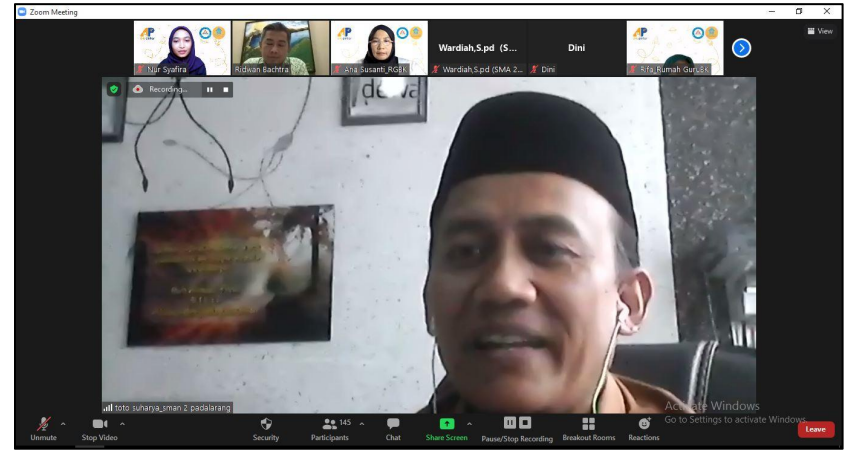 Zoom Meeting
View
Nur Syafira
Ridwan Bachtra
Ana Susanti_RGBK
Wardiah,S.pd (S...
Wardiah,S.pd (SMA 2...
Dini
Dini
Rifa_Rumah GuruBK
Recording...
toto suharya_sman 2 padalarang
Activate Windows
Go to Settings to activate Windows.
Unmute
Stop Video
Security
145
Participants
Chat
Share Screen
Pause/Stop Recording
Breakout Rooms
Reactions
Leave